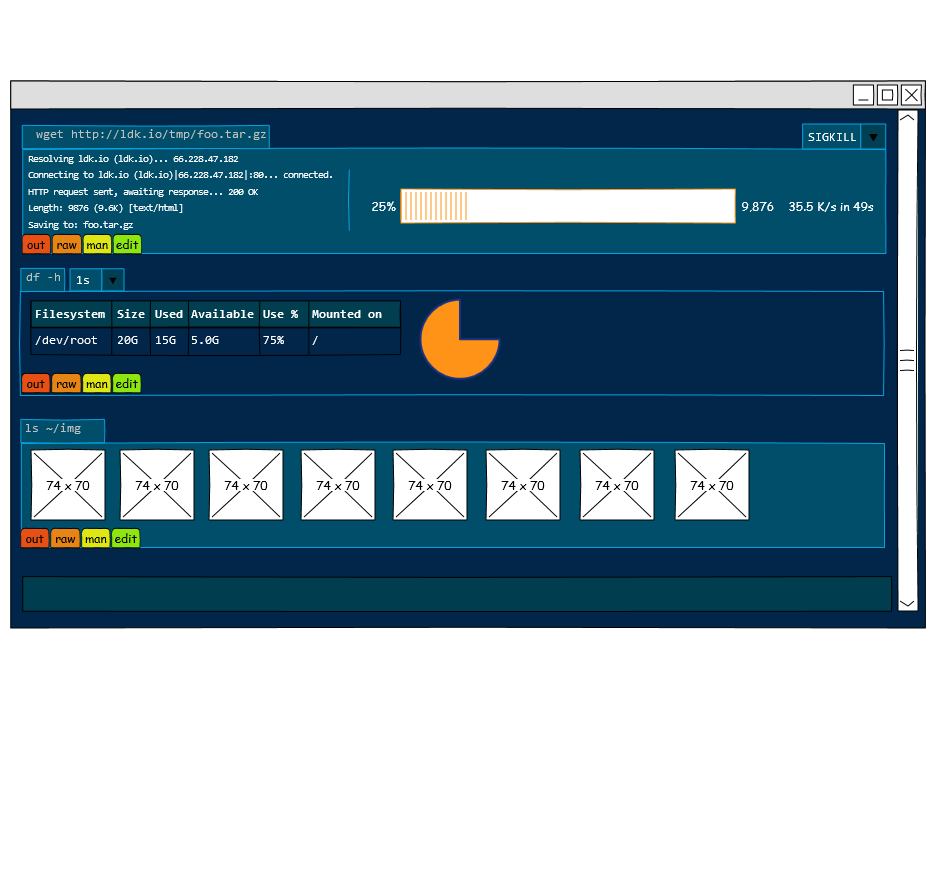 wget http://ldk.io/tmp/foo.tar.gz
SIGKILL
Resolving ldk.io (ldk.io)... 66.228.47.182
Connecting to ldk.io (ldk.io)|66.228.47.182|:80... connected.
HTTP request sent, awaiting response... 200 OK
Length: 9876 (9.6K) [text/html]
Saving to: foo.tar.gz
25% 9,876 35.5 K/s in 49s
out raw man edit
df -h 1s
Filesystem Size Used Available Use % Mounted on
/dev/root 20G 15G 5.0G 75% /
out raw man edit
ls ~/img
74 x 70 74 x 70 74 x 70 74 x 70 74 x 70 74 x 70 74 x 70 74 x 70
out raw man edit